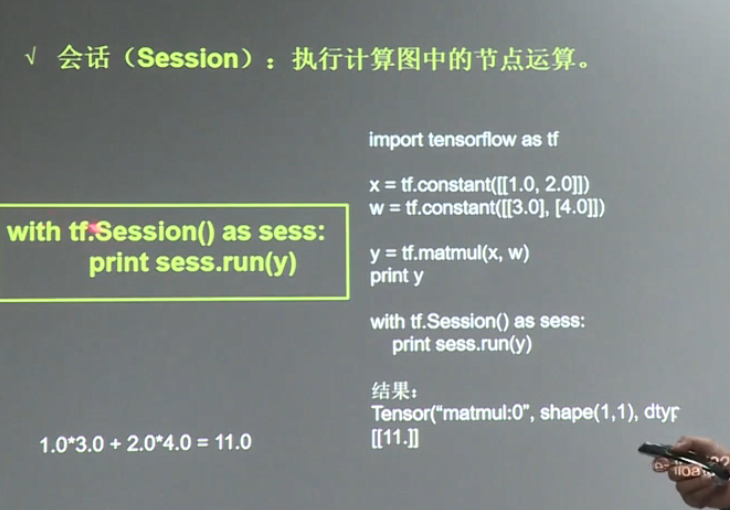 √ 会话（Session）：执行计算图中的节点运算。
with tf.Session() as sess:
print sess.run(y)
1.0*3.0 + 2.0*4.0 = 11.0
import tensorflow as tf
x = tf.constant([[1.0, 2.0]])
w = tf.constant([[3.0], [4.0]])
y = tf.matmul(x, w)
print y
with tf.Session() as sess:
print sess.run(y)
结果：
Tensor(“matmul:0”, shape(1,1),
[[11.]]